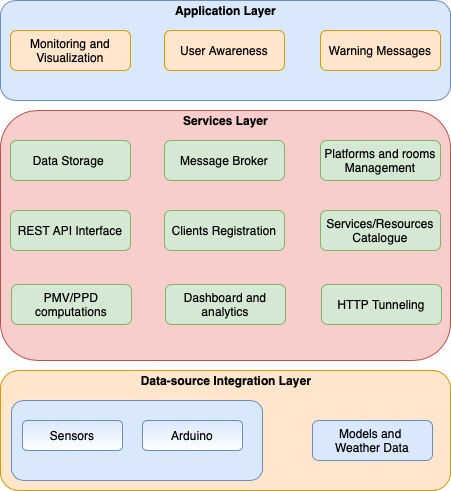 Application Layer
Monitoring and
Visualization
User Awareness
Warning Messages
Services Layer
Data Storage
Message Broker
Platforms and rooms
Management
REST API Interface
Clients Registration
Services/Resources
Catalogue
PMV/PPD
computations
Dashboard and
analytics
HTTP Tunneling
Data-source Integration Layer
Sensors
Arduino
Models and
Weather Data